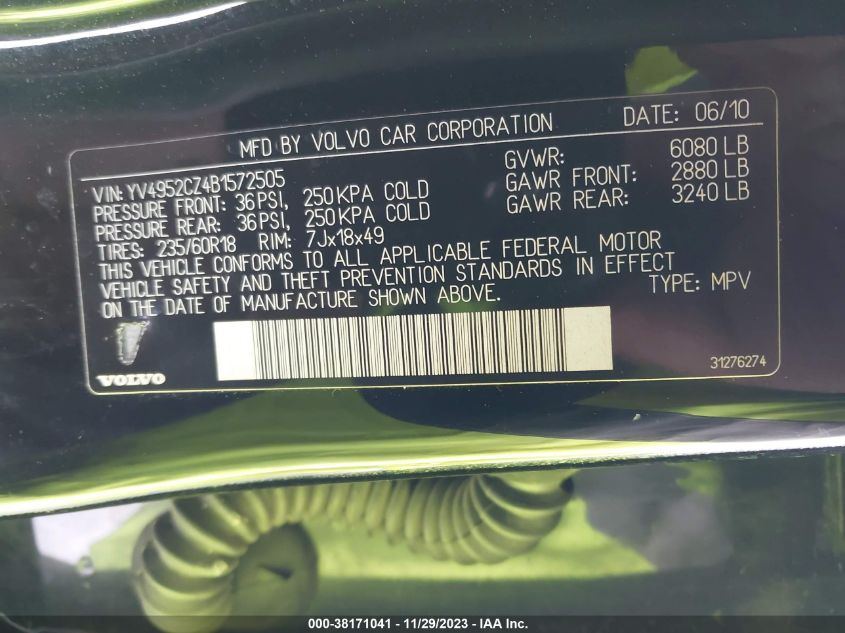 MFD BY VOLVO CAR CORPORATION DATE: 06/10
VIN: YV4952CZ4B1572505 GVWR: 6080 LB
PRESSURE FRONT: 36PSI, 250KPA COLD GAWR FRONT: 2880 LB
PRESSURE REAR: 36PSI, 250KPA COLD GAWR REAR: 3240 LB
TIRES: 235/60R18 RIM: 7Jx18x49
THIS VEHICLE CONFORMS TO ALL APPLICABLE FEDERAL MOTOR
VEHICLE SAFETY AND THEFT PREVENTION STANDARDS IN EFFECT
ON THE DATE OF MANUFACTURE SHOWN ABOVE. TYPE: MPV
VOLVO 31276274
000-38171041 - 11/29/2023 - IAA Inc.